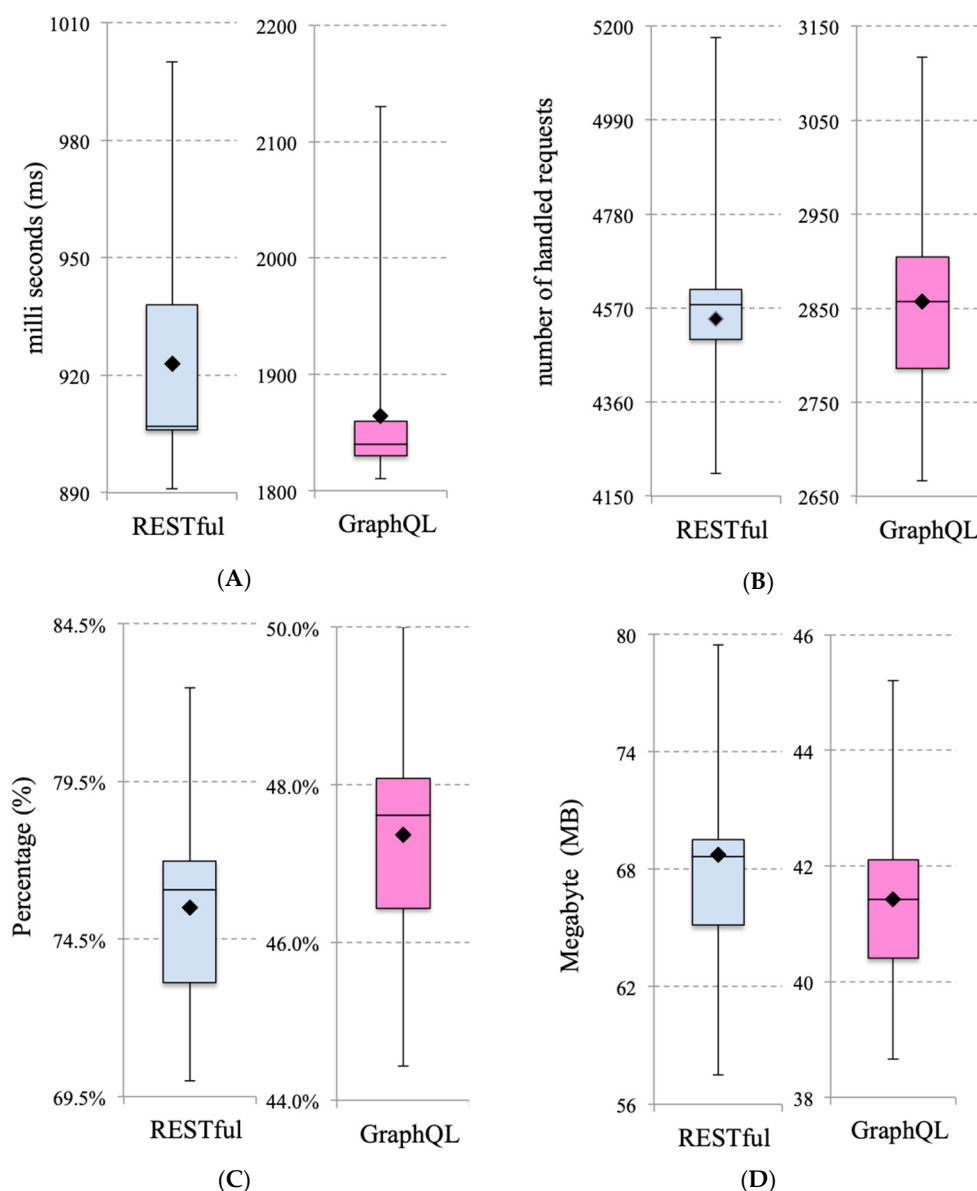 milli seconds (ms)
1010
980
950
920
890
RESTful
2200
2100
2000
1900
1800
GraphQL
(A)
number of handled requests
5200
4990
4780
4570
4360
4150
RESTful
3150
3050
2950
2850
2750
2650
GraphQL
(B)
Percentage (%)
84.5%
79.5%
74.5%
69.5%
RESTful
50.0%
48.0%
46.0%
44.0%
GraphQL
(C)
Megabyte (MB)
80
74
68
62
56
RESTful
46
44
42
40
38
GraphQL
(D)